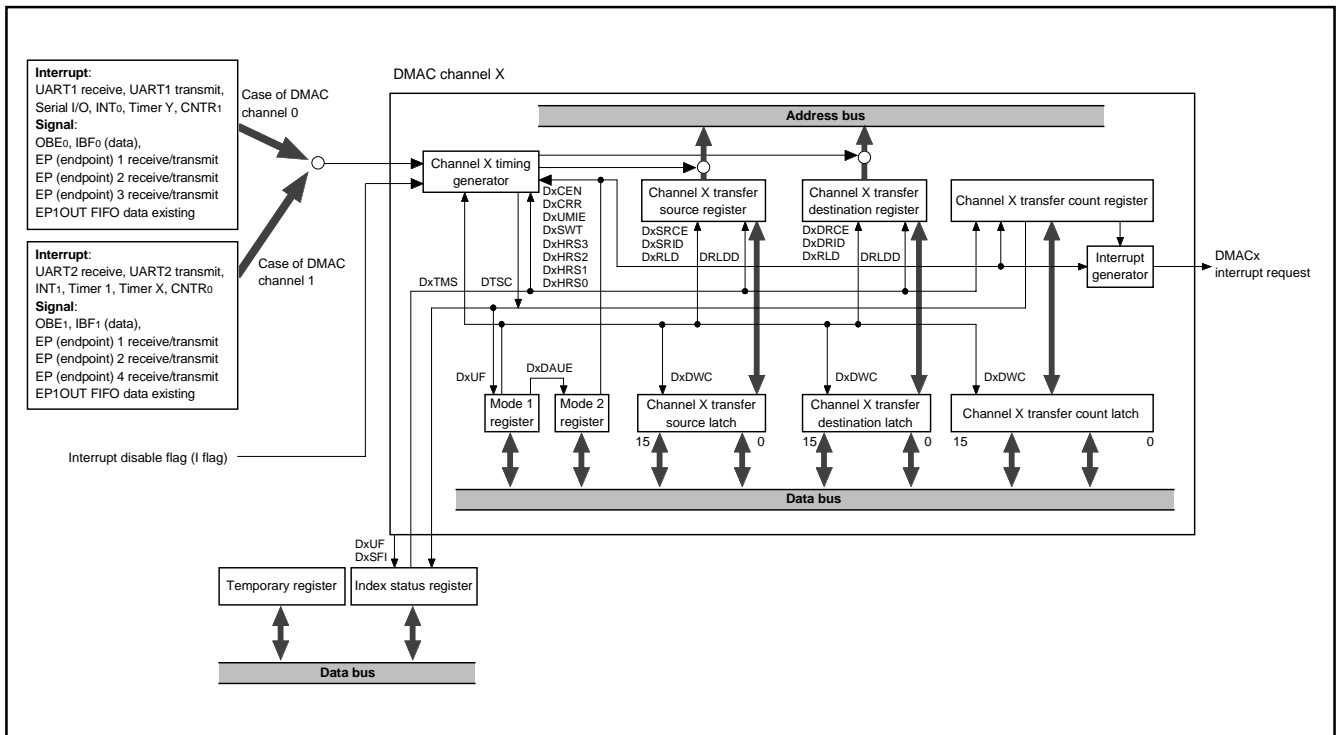 Interrupt:
UART1 receive, UART1 transmit,
Serial I/O, INT0, Timer Y, CNTR1
Signal:
OBE0, IBF0 (data),
EP (endpoint) 1 receive/transmit
EP (endpoint) 2 receive/transmit
EP (endpoint) 3 receive/transmit
EP1OUT FIFO data existing
Case of DMAC
channel 0
Interrupt:
UART2 receive, UART2 transmit,
INT1, Timer 1, Timer X, CNTR0
Signal:
OBE1, IBF1 (data),
EP (endpoint) 1 receive/transmit
EP (endpoint) 2 receive/transmit
EP (endpoint) 4 receive/transmit
EP1OUT FIFO data existing
Case of DMAC
channel 1
Interrupt disable flag (I flag)
DMAC channel X
Address bus
Channel X timing
generator
DxCEN
DxCRR
DxUMIE
DxSWT
DxHRS3
DxHRS2
DxHRS1
DxHRS0
Channel X transfer
source register
DxSRCE
DxSRID
DxRLD
DRLDD
Channel X transfer
destination register
DxDRCE
DxDRID
DxRLD
DRLDD
Channel X transfer count register
Interrupt
generator
DMACx
interrupt request
DxTMS
DTSC
DxUF
DxDAUE
DxDWC
DxDWC
DxDWC
Mode 1
register
Mode 2
register
Channel X transfer
source latch
15
0
Channel X transfer
destination latch
15
0
Channel X transfer count latch
15
0
Data bus
DxUF
DxSFI
Temporary register
Index status register
Data bus